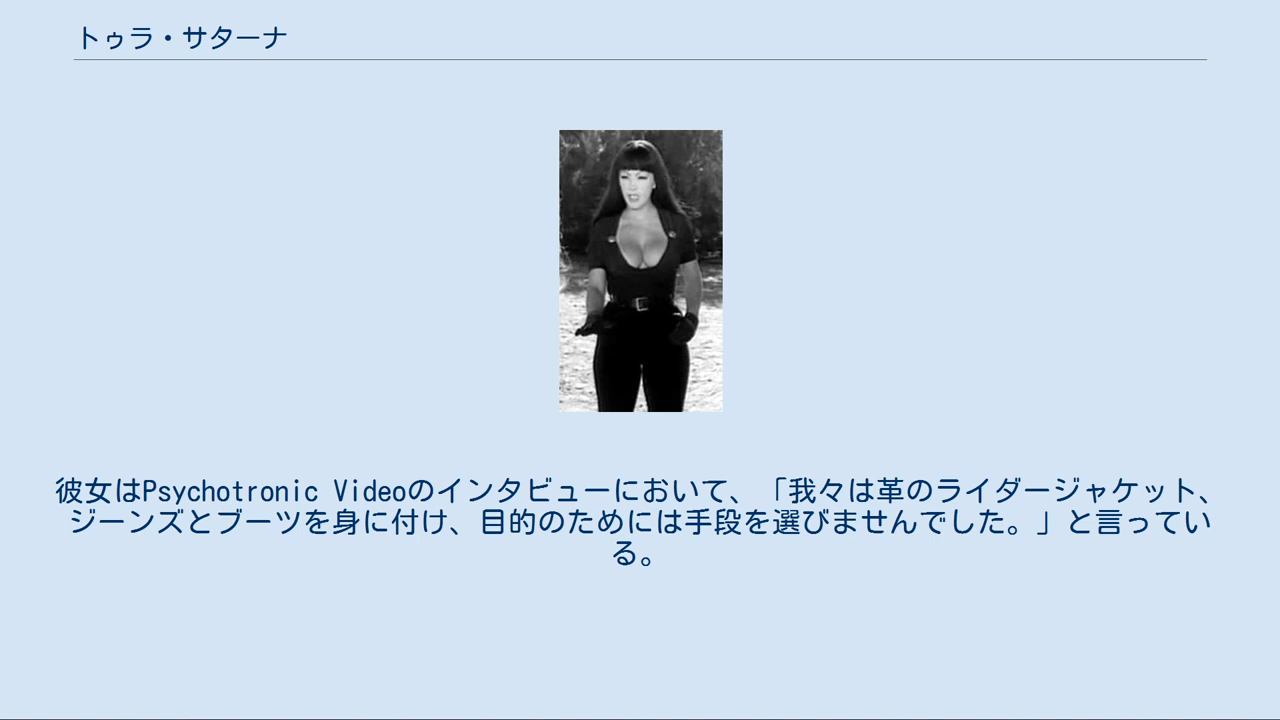 トゥラ・サターナ
彼女はPsychotronic Videoのインタビューにおいて、「我々は革のライダージャケット、
ジーンズとブーツを身に付け、目的のためには手段を選びませんでした。」と言ってい
る。